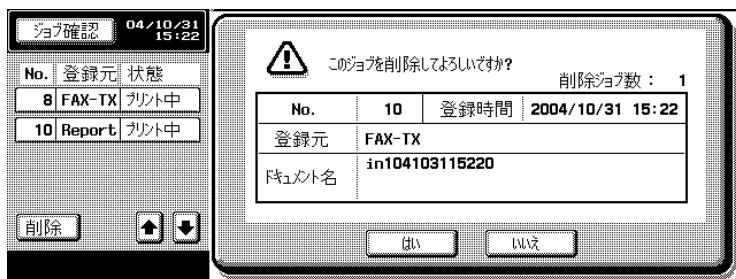 ジョブ確認 04/10/31
15:22
No. 登録元 状態
8 FAX-TX プリント中
10 Report プリント中
削除
このジョブを削除してよろしいですか?
削除ジョブ数： 1
No. 10 登録時間 2004/10/31 15:22
登録元 FAX-TX
ドキュメント名 in104103115220
はい いいえ